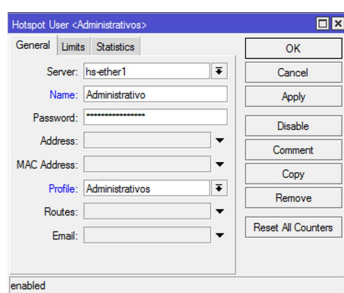 Hotspot User <Administrativos>
General Limits Statistics
Server: hs-ether1
Name: Administrativo
Password: ****************
Address:
MAC Address:
Profile: Administrativos
Routes:
Email:
OK
Cancel
Apply
Disable
Comment
Copy
Remove
Reset All Counters
enabled